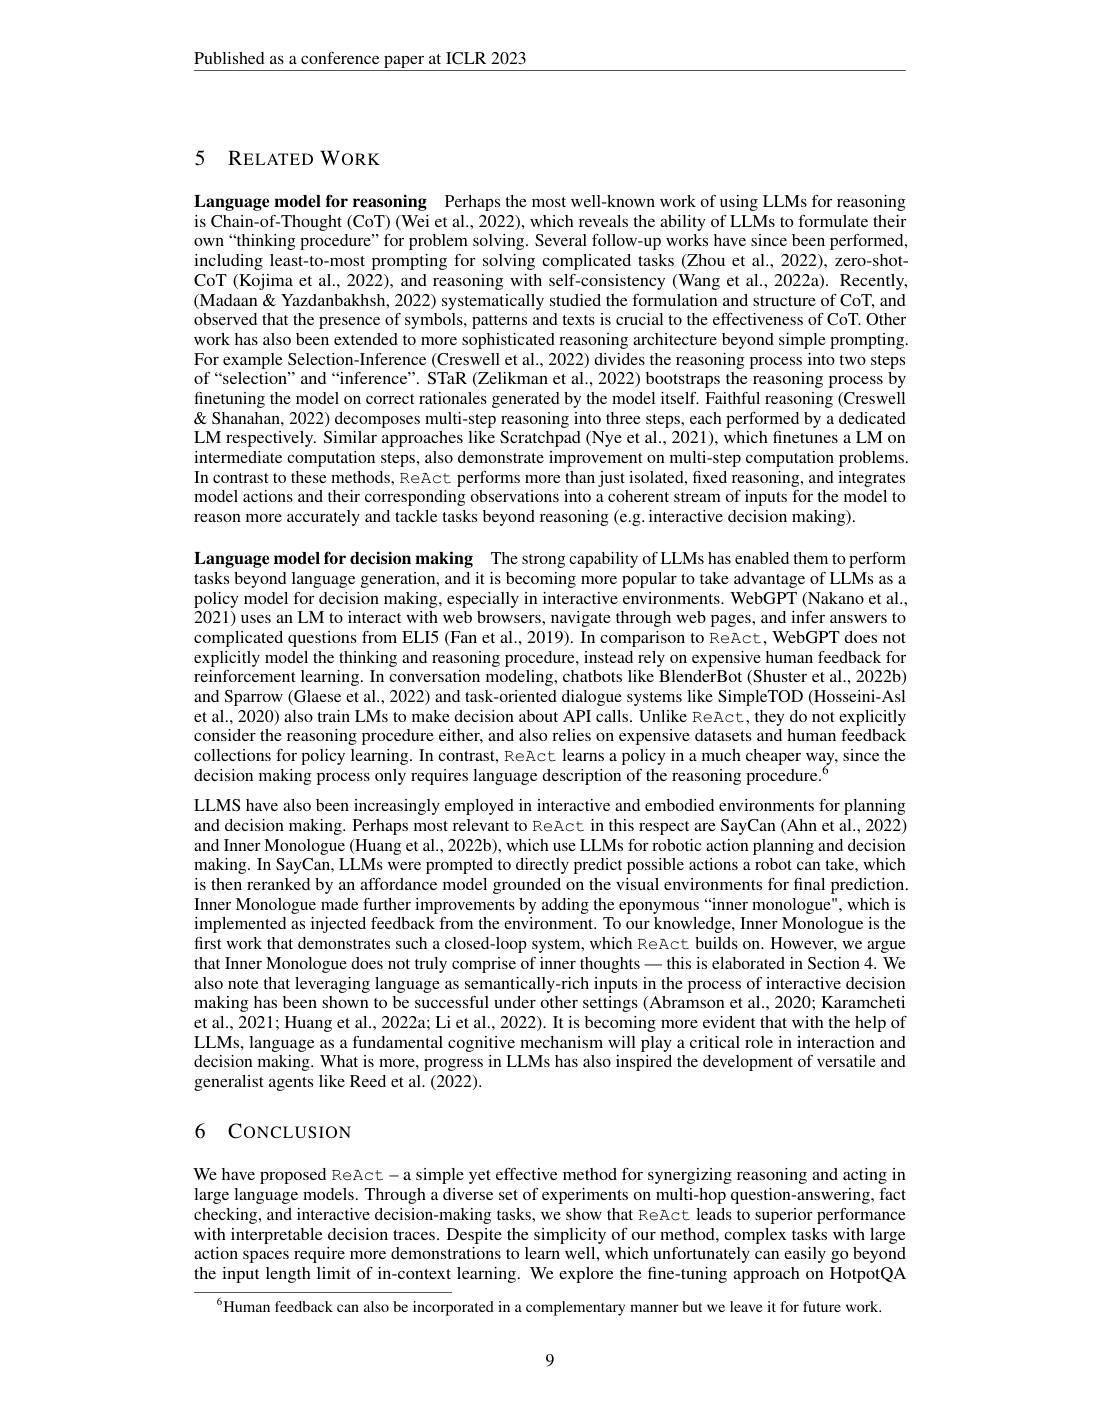 Published as a conference paper at ICLR 2023
5 RELATED WORK
Language model for reasoning Perhaps the most well-known work of using LLMs for reasoning
is Chain-of-Thought (CoT) (Wei et al., 2022), which reveals the ability of LLMs to formulate their
own “thinking procedure” for problem solving. Several follow-up works have since been performed,
including least-to-most prompting for solving complicated tasks (Zhou et al., 2022), zero-shot-
CoT (Kojima et al., 2022), and reasoning with self-consistency (Wang et al., 2022a). Recently,
(Madaan & Yazdanbakhsh, 2022) systematically studied the formulation and structure of CoT, and
observed that the presence of symbols, patterns and texts is crucial to the effectiveness of CoT. Other
work has also been extended to more sophisticated reasoning architecture beyond simple prompting.
For example Selection-Inference (Creswell et al., 2022) divides the reasoning process into two steps
of “selection” and “inference”. STaR (Zelikman et al., 2022) bootstraps the reasoning process by
finetuning the model on correct rationales generated by the model itself. Faithful reasoning (Creswell
& Shanahan, 2022) decomposes multi-step reasoning into three steps, each performed by a dedicated
LM respectively. Similar approaches like Scratchpad (Nye et al., 2021), which finetunes a LM on
intermediate computation steps, also demonstrate improvement on multi-step computation problems.
In contrast to these methods, ReAct performs more than just isolated, fixed reasoning, and integrates
model actions and their corresponding observations into a coherent stream of inputs for the model to
reason more accurately and tackle tasks beyond reasoning (e.g. interactive decision making).
Language model for decision making The strong capability of LLMs has enabled them to perform
tasks beyond language generation, and it is becoming more popular to take advantage of LLMs as a
policy model for decision making, especially in interactive environments. WebGPT (Nakano et al.,
2021) uses an LM to interact with web browsers, navigate through web pages, and infer answers to
complicated questions from ELI5 (Fan et al., 2019). In comparison to ReAct, WebGPT does not
explicitly model the thinking and reasoning procedure, instead rely on expensive human feedback for
reinforcement learning. In conversation modeling, chatbots like BlenderBot (Shuster et al., 2022b)
and Sparrow (Glaese et al., 2022) and task-oriented dialogue systems like SimpleTOD (Hosseini-Asl
et al., 2020) also train LMs to make decision about API calls. Unlike ReAct, they do not explicitly
consider the reasoning procedure either, and also relies on expensive datasets and human feedback
collections for policy learning. In contrast, ReAct learns a policy in a much cheaper way, since the
decision making process only requires language description of the reasoning procedure.6
LLMS have also been increasingly employed in interactive and embodied environments for planning
and decision making. Perhaps most relevant to ReAct in this respect are SayCan (Ahn et al., 2022)
and Inner Monologue (Huang et al., 2022b), which use LLMs for robotic action planning and decision
making. In SayCan, LLMs were prompted to directly predict possible actions a robot can take, which
is then reranked by an affordance model grounded on the visual environments for final prediction.
Inner Monologue made further improvements by adding the eponymous “inner monologue", which is
implemented as injected feedback from the environment. To our knowledge, Inner Monologue is the
first work that demonstrates such a closed-loop system, which ReAct builds on. However, we argue
that Inner Monologue does not truly comprise of inner thoughts — this is elaborated in Section 4. We
also note that leveraging language as semantically-rich inputs in the process of interactive decision
making has been shown to be successful under other settings (Abramson et al., 2020; Karamcheti
et al., 2021; Huang et al., 2022a; Li et al., 2022). It is becoming more evident that with the help of
LLMs, language as a fundamental cognitive mechanism will play a critical role in interaction and
decision making. What is more, progress in LLMs has also inspired the development of versatile and
generalist agents like Reed et al. (2022).
6 CONCLUSION
We have proposed ReAct – a simple yet effective method for synergizing reasoning and acting in
large language models. Through a diverse set of experiments on multi-hop question-answering, fact
checking, and interactive decision-making tasks, we show that ReAct leads to superior performance
with interpretable decision traces. Despite the simplicity of our method, complex tasks with large
action spaces require more demonstrations to learn well, which unfortunately can easily go beyond
the input length limit of in-context learning. We explore the fine-tuning approach on HotpotQA
6Human feedback can also be incorporated in a complementary manner but we leave it for future work.
9